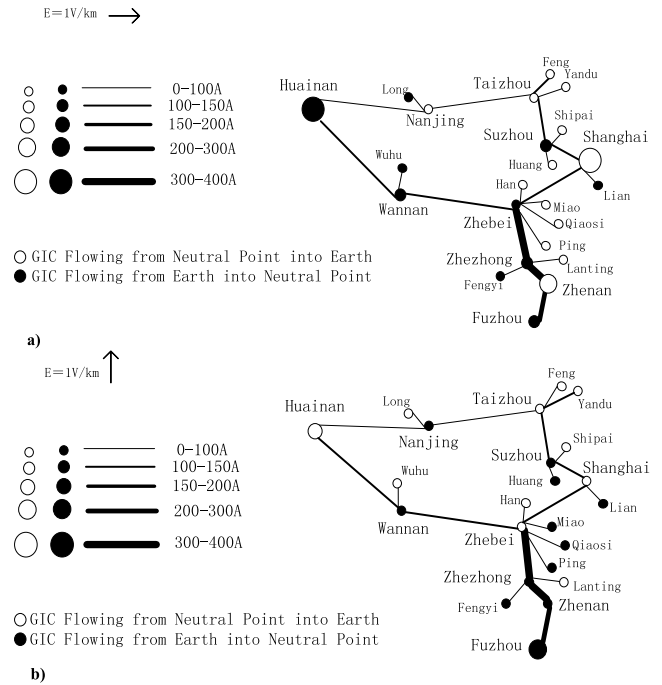 E=1V/km
Feng
Yandu
Taizhou
Huainan
Long
0-100A
100-150A
150-200A
200-300A
300-400A
Nanjing
Shipai
Suzhou
Shanghai
Huang
Wuhu
Han
Lian
Wannan
Miao
Zhebei
Qiaosi
Ping
GIC Flowing from Neutral Point into Earth
GIC Flowing from Earth into Neutral Point
Zhezhong
Lanting
Fengyi
Zhenan
Fuzhou
a)
E=1V/km
Feng
Yandu
Taizhou
Huainan
Long
Nanjing
Shipai
0-100A
100-150A
150-200A
200-300A
300-400A
Suzhou
Shanghai
Huang
Wuhu
Han
Lian
Wannan
Miao
Zhebei
Qiaosi
Ping
Zhezhong
Lanting
Fengyi
Zhenan
GIC Flowing from Neutral Point into Earth
GIC Flowing from Earth into Neutral Point
Fuzhou
b)